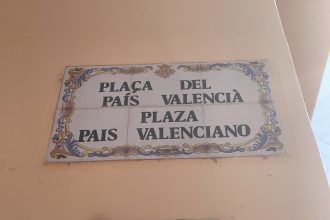 PLAÇA DEL
PAÍS VALENCIÀ
PLAZA
PAIS VALENCIANO